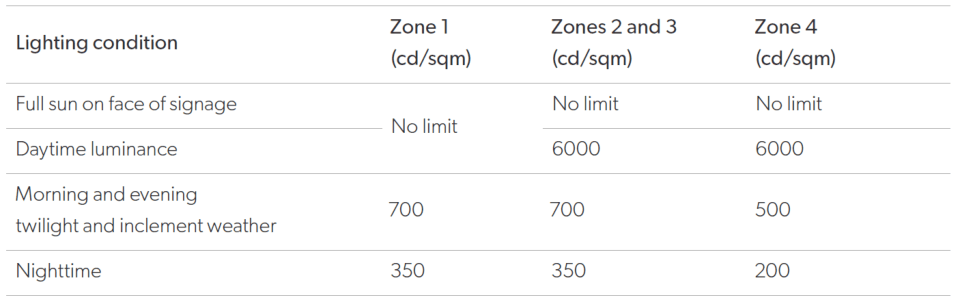 Lighting condition
Zone 1
(cd/sqm)
Zones 2 and 3
(cd/sqm)
Zone 4
(cd/sqm)
Full sun on face of signage
No limit
No limit
No limit
Daytime luminance
6000
6000
Morning and evening
twilight and inclement weather
700
700
500
Nighttime
350
350
200